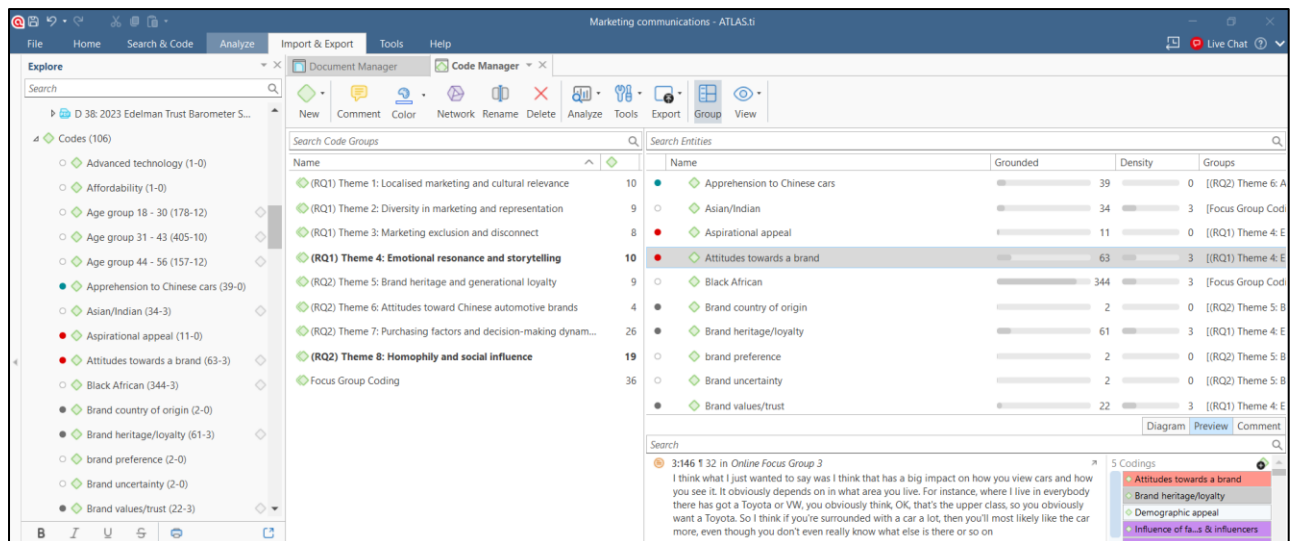 Marketing communications - ATLAS.ti
File Home Search & Code Analyze Import & Export Tools Help Live Chat
Explore
Document Manager Code Manager
Search
New Comment Color Network Rename Delete Analyze Tools Export Group View
D 38: 2023 Edelman Trust Barometer S...
Codes (106)
Advanced technology (1-0)
Affordability (1-0)
Age group 18 - 30 (178-12)
Age group 31 - 43 (405-10)
Age group 44 - 56 (157-12)
Apprehension to Chinese cars (39-0)
Asian/Indian (34-3)
Aspirational appeal (11-0)
Attitudes towards a brand (63-3)
Black African (344-3)
Brand country of origin (2-0)
Brand heritage/loyalty (61-3)
brand preference (2-0)
Brand uncertainty (2-0)
Brand values/trust (22-3)
B I U S
Search Code Groups
Name
(RQ1) Theme 1: Localised marketing and cultural relevance 10
(RQ1) Theme 2: Diversity in marketing and representation 9
(RQ1) Theme 3: Marketing exclusion and disconnect 8
(RQ1) Theme 4: Emotional resonance and storytelling 10
(RQ2) Theme 5: Brand heritage and generational loyalty 9
(RQ2) Theme 6: Attitudes toward Chinese automotive brands 4
(RQ2) Theme 7: Purchasing factors and decision-making dynam... 26
(RQ2) Theme 8: Homophily and social influence 19
Focus Group Coding 36
Search Entities
Name Grounded Density Groups
Apprehension to Chinese cars 39 0 [(RQ2) Theme 6: A
Asian/Indian 34 3 [Focus Group Codi
Aspirational appeal 11 0 [(RQ1) Theme 4: E
Attitudes towards a brand 63 3 [(RQ1) Theme 4: E
Black African 344 3 [Focus Group Codi
Brand country of origin 2 0 [(RQ2) Theme 5: B
Brand heritage/loyalty 61 3 [(RQ1) Theme 4: E
brand preference 2 0 [(RQ2) Theme 5: B
Brand uncertainty 2 0 [(RQ2) Theme 5: B
Brand values/trust 22 3 [(RQ1) Theme 4: E
Diagram Preview Comment
Search
3:146 ¶ 32 in Online Focus Group 3
I think what I just wanted to say was I think that has a big impact on how you view cars and how
you see it. It obviously depends on in what area you live. For instance, where I live in everybody
there has got a Toyota or VW, you obviously think, OK, that's the upper class, so you obviously
want a Toyota. So I think if you're surrounded with a car a lot, then you'll most likely like the car
more, even though you don't even really know what else is there or so on
5 Codings
Attitudes towards a brand
Brand heritage/loyalty
Demographic appeal
Influence of fa...s & influencers